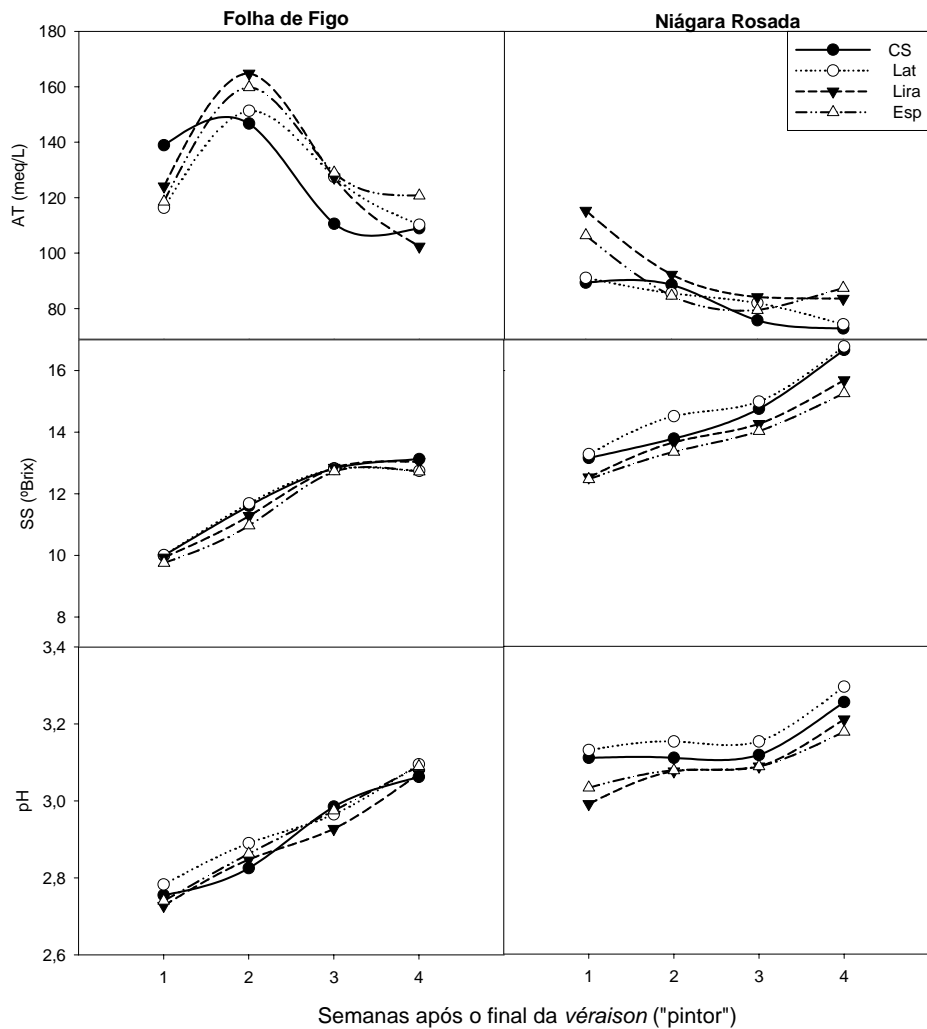 Folha de Figo
Niágara Rosada
CS
Lat
Lira
Esp
AT (meq/L)
180
160
140
120
100
80
SS (ºBrix)
16
14
12
10
8
pH
3,4
3,2
3,0
2,8
2,6
1 2 3 4
1 2 3 4
Semanas após o final da véraison ("pintor")